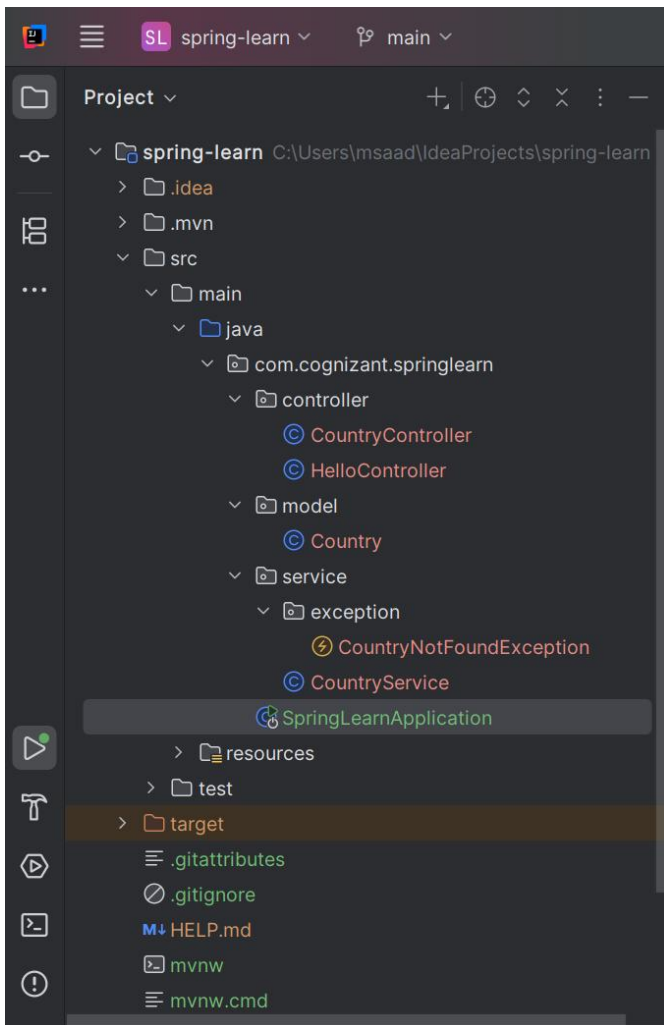 SL spring-learn main
Project
spring-learn C:\Users\msaad\IdeaProjects\spring-learn
.idea
.mvn
src
main
java
com.cognizant.springlearn
controller
CountryController
HelloController
model
Country
service
exception
CountryNotFoundException
CountryService
SpringLearnApplication
resources
test
target
.gitattributes
.gitignore
M↓ HELP.md
mvnw
mvnw.cmd